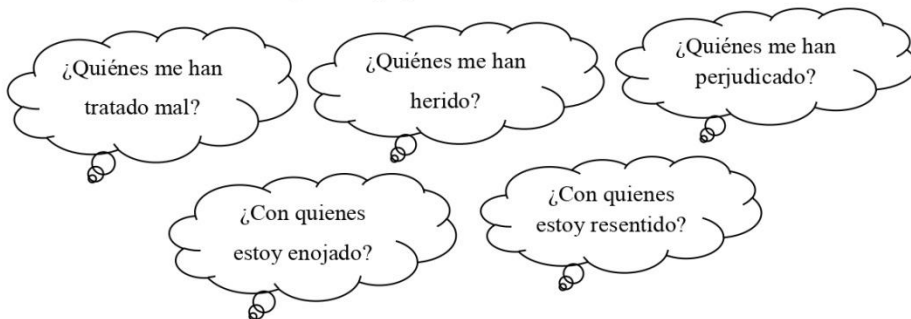 ¿Quiénes me han
tratado mal?
¿Quiénes me han
herido?
¿Quiénes me han
perjudicado?
¿Con quienes
estoy enojado?
¿Con quienes
estoy resentido?